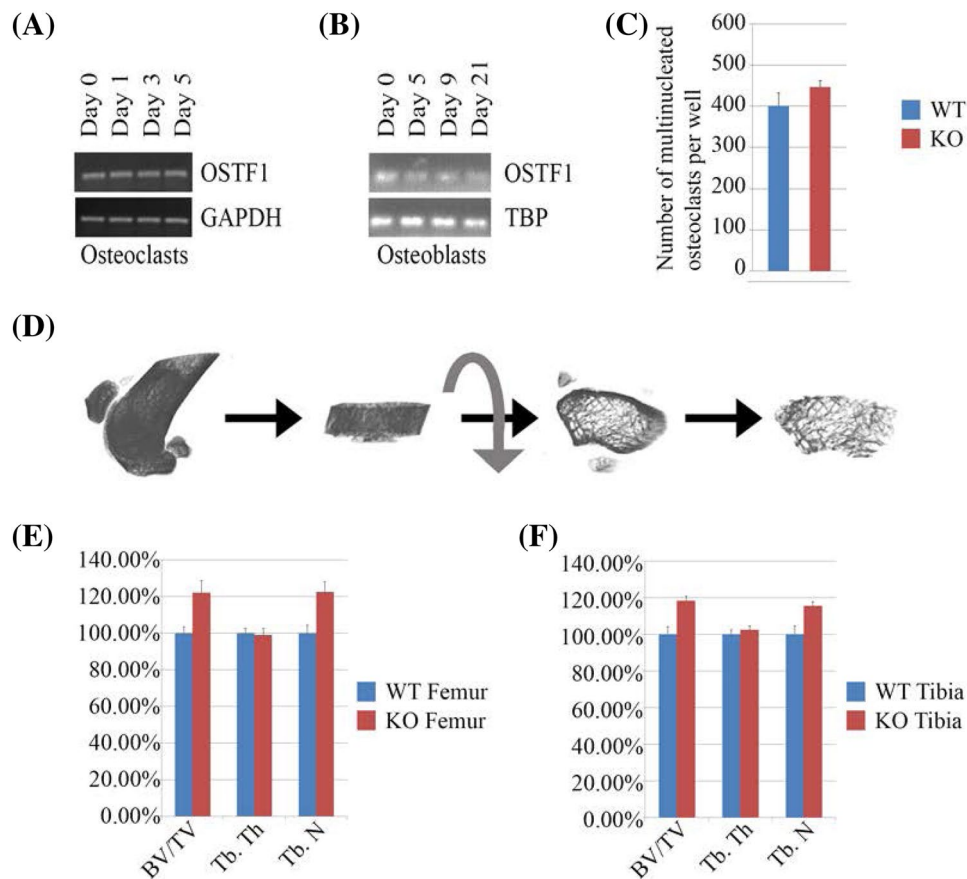 (A)
Day 0
Day 1
Day 3
Day 5
OSTF1
GAPDH
Osteoclasts
(B)
Day 0
Day 5
Day 9
Day 21
OSTF1
TBP
Osteoblasts
(C)
Number of multinucleated
osteoclasts per well
600
500
400
300
200
100
0
WT
KO
(D)
(E)
140.00%
120.00%
100.00%
80.00%
60.00%
40.00%
20.00%
0.00%
BV/TV
Tb. Th
Tb. N
WT Femur
KO Femur
(F)
140.00%
120.00%
100.00%
80.00%
60.00%
40.00%
20.00%
0.00%
BV/TV
Tb. Th
Tb. N
WT Tibia
KO Tibia